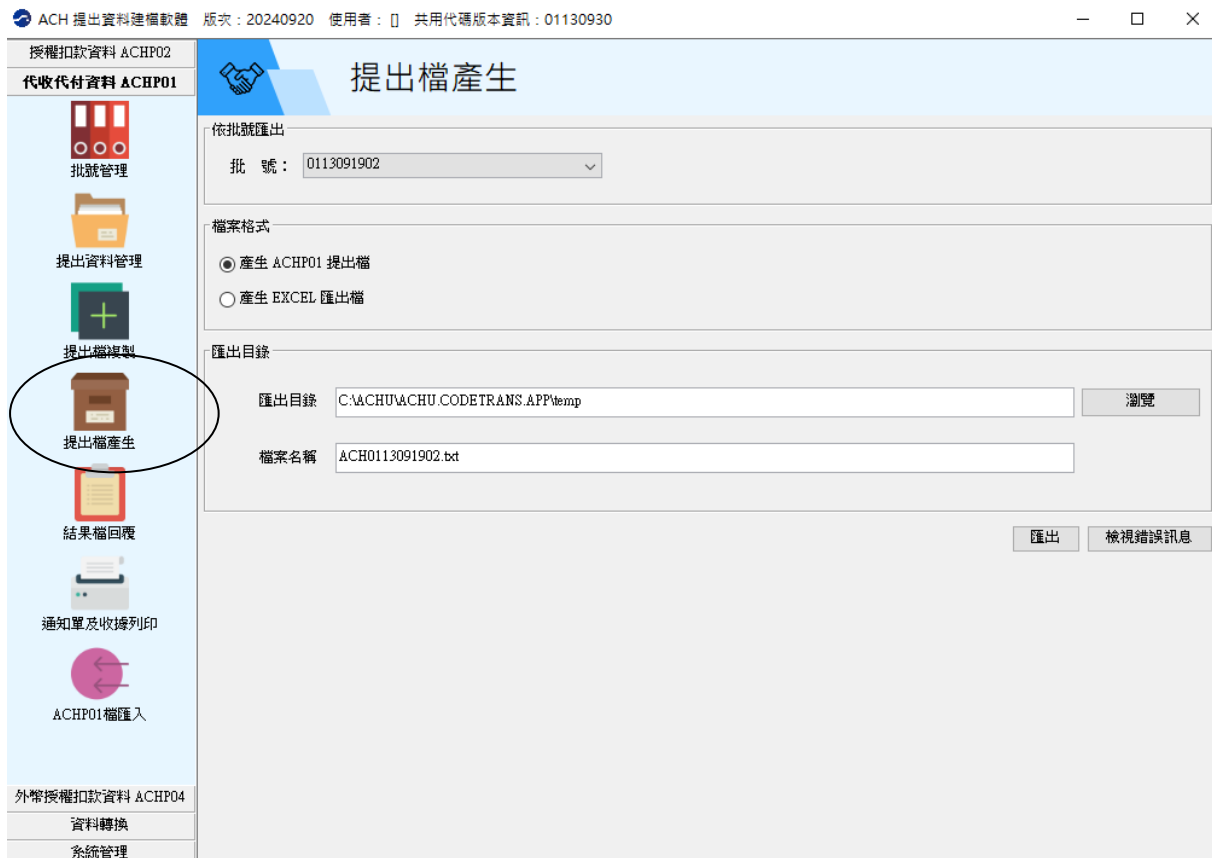 ACH 提出資料建檔軟體 版次：20240920 使用者：[] 共用代碼版本資訊：01130930
授權扣款資料 ACHP02
代收代付資料 ACHP01
批號管理
提出資料管理
提出檔複製
提出檔產生
結果檔回覆
通知單及收據列印
ACHP01檔匯入
外幣授權扣款資料 ACHP04
資料轉換
系統管理
提出檔產生
依批號匯出
批 號： 0113091902
檔案格式
產生 ACHP01 提出檔
產生 EXCEL 匯出檔
匯出目錄
匯出目錄 C:\ACHU\ACHU.CODETRANS.APP\temp 瀏覽
檔案名稱 ACH0113091902.txt
匯出 檢視錯誤訊息